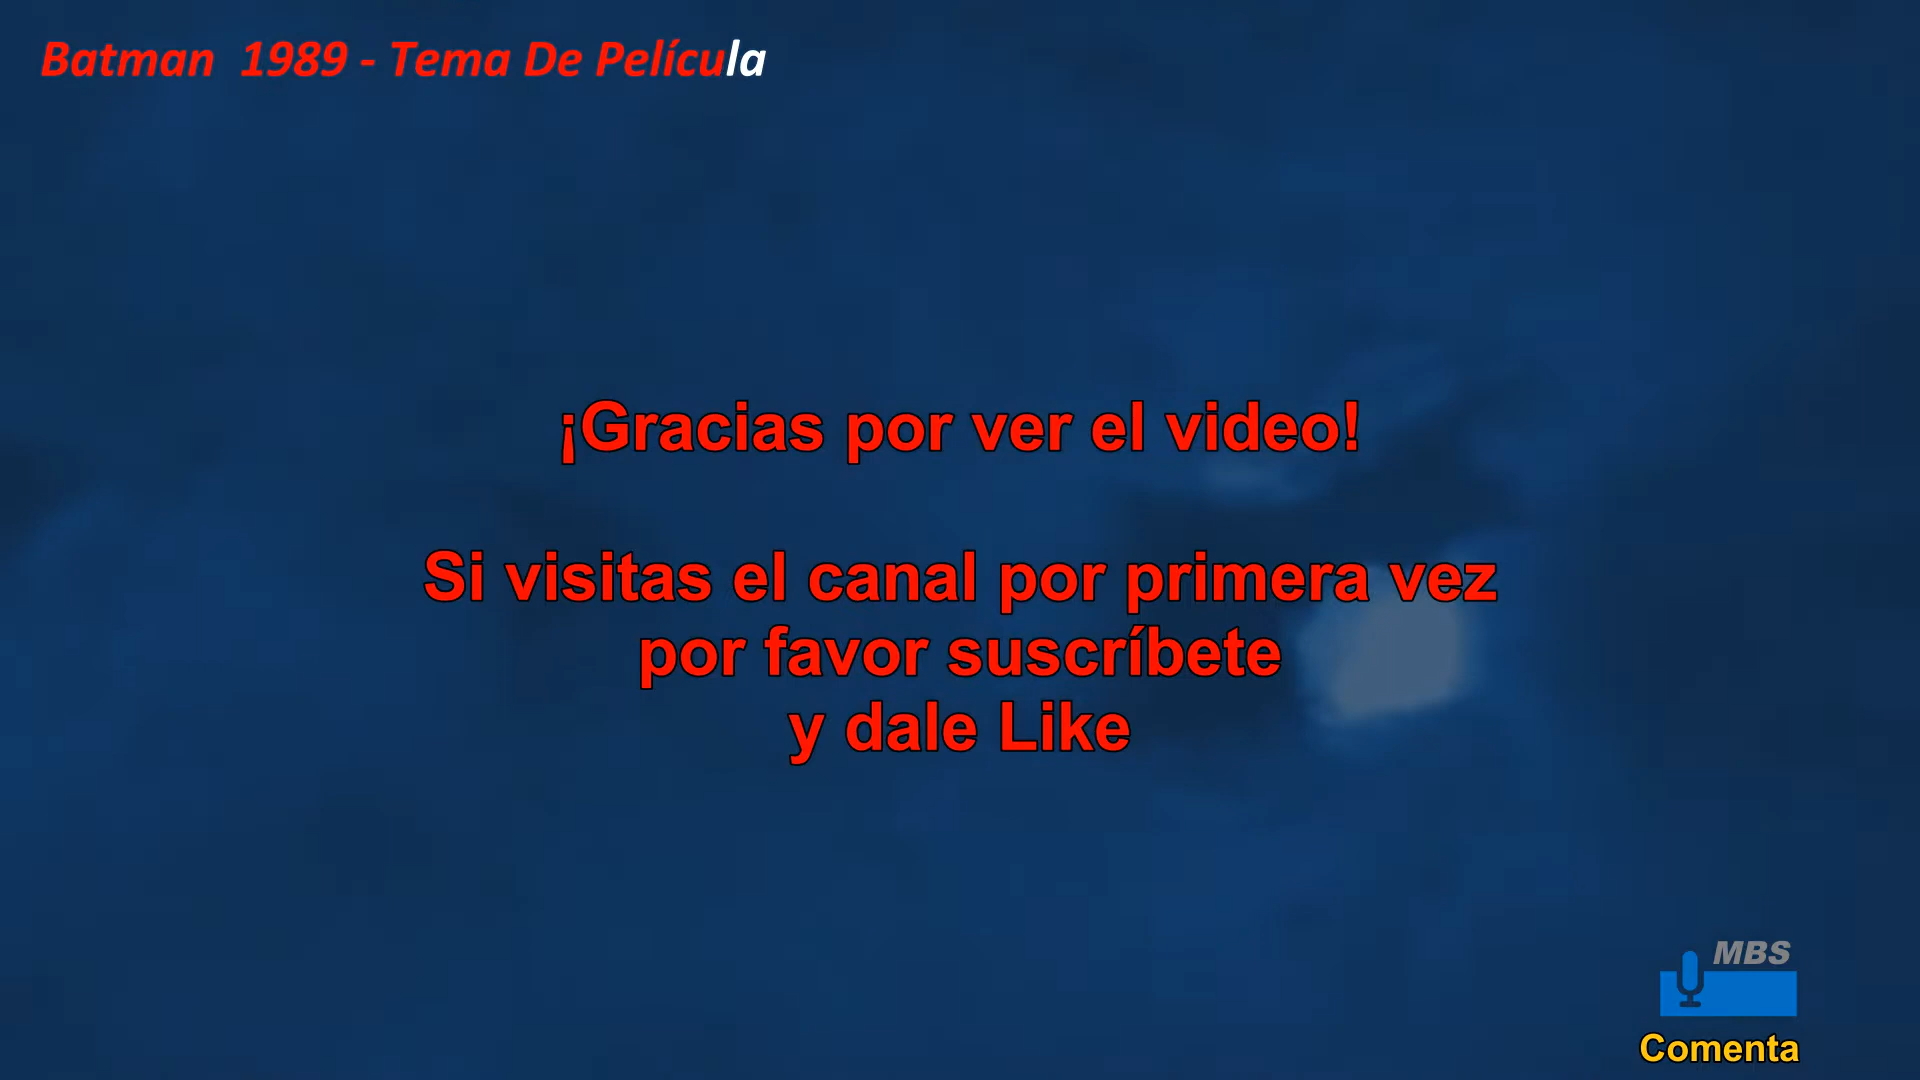 Batman  1989 - Tema De Película
¡Gracias por ver el video!
Si visitas el canal por primera vez
por favor suscríbete
y dale Like
MBS
Comenta